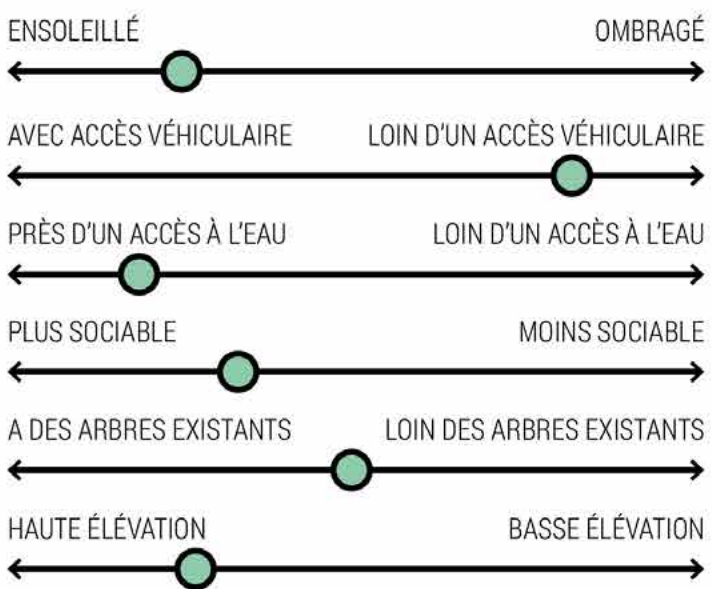 ENSOLEILLÉ OMBRAGÉ
AVEC ACCÈS VÉHICULAIRE LOIN D'UN ACCÈS VÉHICULAIRE
PRÈS D'UN ACCÈS À L'EAU LOIN D'UN ACCÈS À L'EAU
PLUS SOCIABLE MOINS SOCIABLE
A DES ARBRES EXISTANTS LOIN DES ARBRES EXISTANTS
HAUTE ÉLÉVATION BASSE ÉLÉVATION